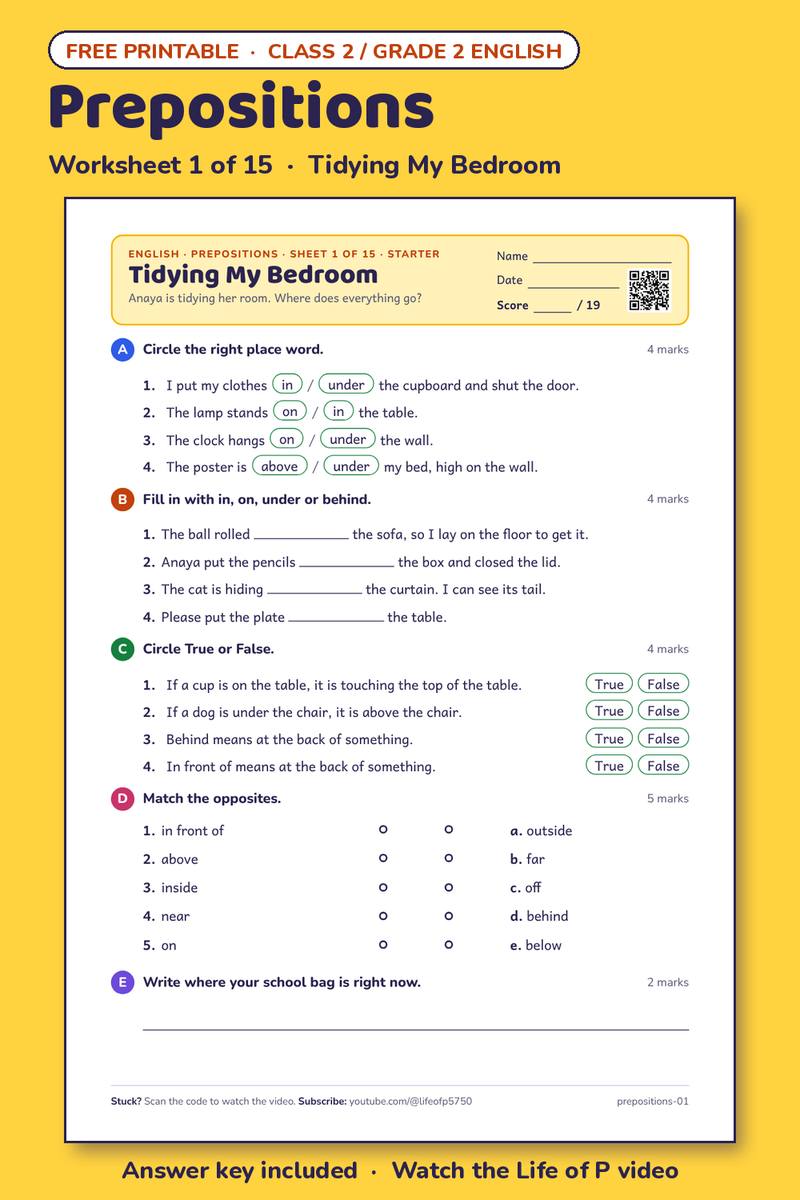 FREE PRINTABLE · CLASS 2 / GRADE 2 ENGLISH
Prepositions
Worksheet 1 of 15 · Tidying My Bedroom
ENGLISH · PREPOSITIONS · SHEET 1 OF 15 · STARTER
Tidying My Bedroom
Anaya is tidying her room. Where does everything go?
Name ____________________
Date ____________________
Score ______ / 19
A Circle the right place word. 4 marks
1. I put my clothes in / under the cupboard and shut the door.
2. The lamp stands on / in the table.
3. The clock hangs on / under the wall.
4. The poster is above / under my bed, high on the wall.
B Fill in with in, on, under or behind. 4 marks
1. The ball rolled ______________ the sofa, so I lay on the floor to get it.
2. Anaya put the pencils ______________ the box and closed the lid.
3. The cat is hiding ______________ the curtain. I can see its tail.
4. Please put the plate ______________ the table.
C Circle True or False. 4 marks
1. If a cup is on the table, it is touching the top of the table. True False
2. If a dog is under the chair, it is above the chair. True False
3. Behind means at the back of something. True False
4. In front of means at the back of something. True False
D Match the opposites. 5 marks
1. in front of a. outside
2. above b. far
3. inside c. off
4. near d. behind
5. on e. below
E Write where your school bag is right now. 2 marks
Stuck? Scan the code to watch the video. Subscribe: youtube.com/@lifeofp5750 prepositions-01
Answer key included · Watch the Life of P video